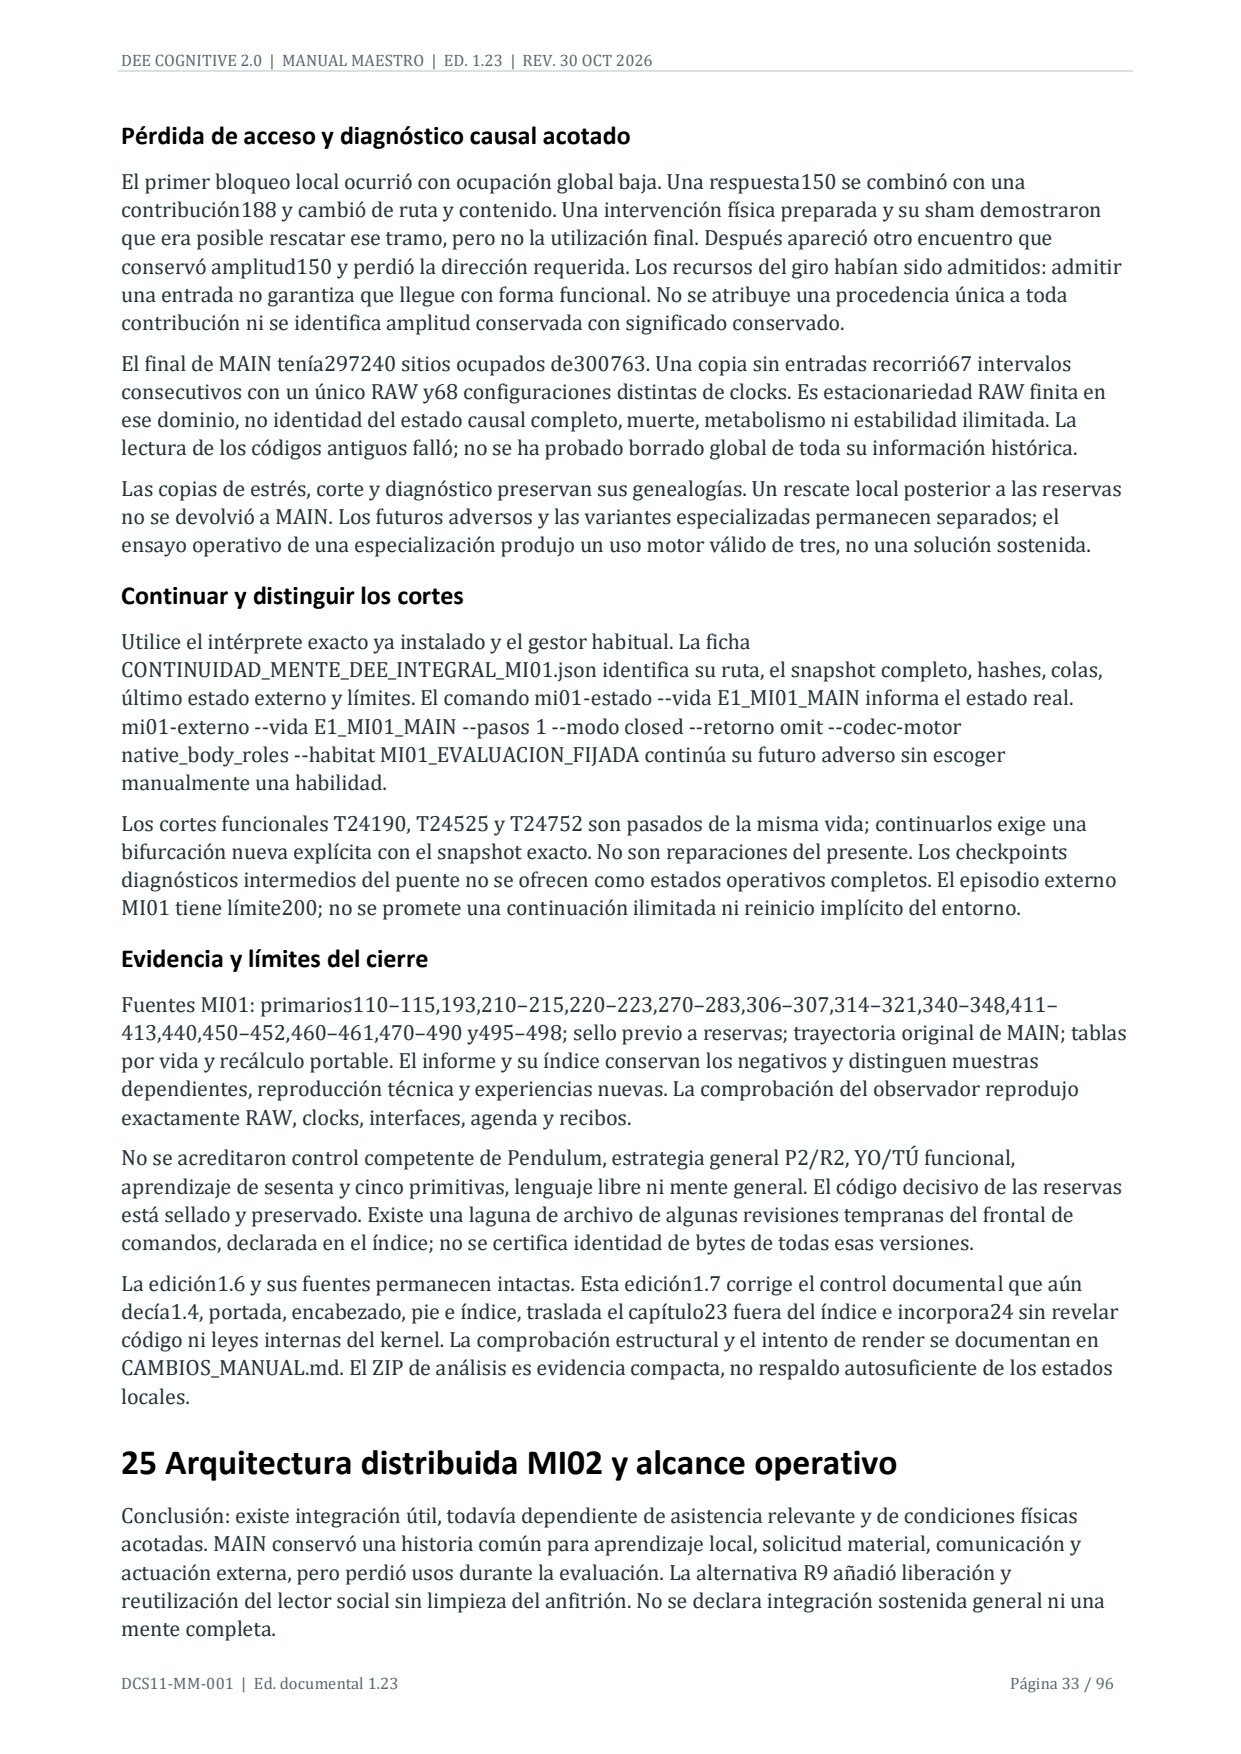 DEE COGNITIVE 2.0 | MANUAL MAESTRO | ED. 1.23 | REV. 30 OCT 2026
Pérdida de acceso y diagnóstico causal acotado
El primer bloqueo local ocurrió con ocupación global baja. Una respuesta150 se combinó con una
contribución188 y cambió de ruta y contenido. Una intervención física preparada y su sham demostraron
que era posible rescatar ese tramo, pero no la utilización final. Después apareció otro encuentro que
conservó amplitud150 y perdió la dirección requerida. Los recursos del giro habían sido admitidos: admitir
una entrada no garantiza que llegue con forma funcional. No se atribuye una procedencia única a toda
contribución ni se identifica amplitud conservada con significado conservado.
El final de MAIN tenía297240 sitios ocupados de300763. Una copia sin entradas recorrió67 intervalos
consecutivos con un único RAW y68 configuraciones distintas de clocks. Es estacionariedad RAW finita en
ese dominio, no identidad del estado causal completo, muerte, metabolismo ni estabilidad ilimitada. La
lectura de los códigos antiguos falló; no se ha probado borrado global de toda su información histórica.
Las copias de estrés, corte y diagnóstico preservan sus genealogías. Un rescate local posterior a las reservas
no se devolvió a MAIN. Los futuros adversos y las variantes especializadas permanecen separados; el
ensayo operativo de una especialización produjo un uso motor válido de tres, no una solución sostenida.
Continuar y distinguir los cortes
Utilice el intérprete exacto ya instalado y el gestor habitual. La ficha
CONTINUIDAD_MENTE_DEE_INTEGRAL_MI01.json identifica su ruta, el snapshot completo, hashes, colas,
último estado externo y límites. El comando mi01-estado --vida E1_MI01_MAIN informa el estado real.
mi01-externo --vida E1_MI01_MAIN --pasos 1 --modo closed --retorno omit --codec-motor
native_body_roles --habitat MI01_EVALUACION_FIJADA continúa su futuro adverso sin escoger
manualmente una habilidad.
Los cortes funcionales T24190, T24525 y T24752 son pasados de la misma vida; continuarlos exige una
bifurcación nueva explícita con el snapshot exacto. No son reparaciones del presente. Los checkpoints
diagnósticos intermedios del puente no se ofrecen como estados operativos completos. El episodio externo
MI01 tiene límite200; no se promete una continuación ilimitada ni reinicio implícito del entorno.
Evidencia y límites del cierre
Fuentes MI01: primarios110–115,193,210–215,220–223,270–283,306–307,314–321,340–348,411–
413,440,450–452,460–461,470–490 y495–498; sello previo a reservas; trayectoria original de MAIN; tablas
por vida y recálculo portable. El informe y su índice conservan los negativos y distinguen muestras
dependientes, reproducción técnica y experiencias nuevas. La comprobación del observador reprodujo
exactamente RAW, clocks, interfaces, agenda y recibos.
No se acreditaron control competente de Pendulum, estrategia general P2/R2, YO/TÚ funcional,
aprendizaje de sesenta y cinco primitivas, lenguaje libre ni mente general. El código decisivo de las reservas
está sellado y preservado. Existe una laguna de archivo de algunas revisiones tempranas del frontal de
comandos, declarada en el índice; no se certifica identidad de bytes de todas esas versiones.
La edición1.6 y sus fuentes permanecen intactas. Esta edición1.7 corrige el control documental que aún
decía1.4, portada, encabezado, pie e índice, traslada el capítulo23 fuera del índice e incorpora24 sin revelar
código ni leyes internas del kernel. La comprobación estructural y el intento de render se documentan en
CAMBIOS_MANUAL.md. El ZIP de análisis es evidencia compacta, no respaldo autosuficiente de los estados
locales.
25 Arquitectura distribuida MI02 y alcance operativo
Conclusión: existe integración útil, todavía dependiente de asistencia relevante y de condiciones físicas
acotadas. MAIN conservó una historia común para aprendizaje local, solicitud material, comunicación y
actuación externa, pero perdió usos durante la evaluación. La alternativa R9 añadió liberación y
reutilización del lector social sin limpieza del anfitrión. No se declara integración sostenida general ni una
mente completa.
DCS11-MM-001 | Ed. documental 1.23
Página 33 / 96